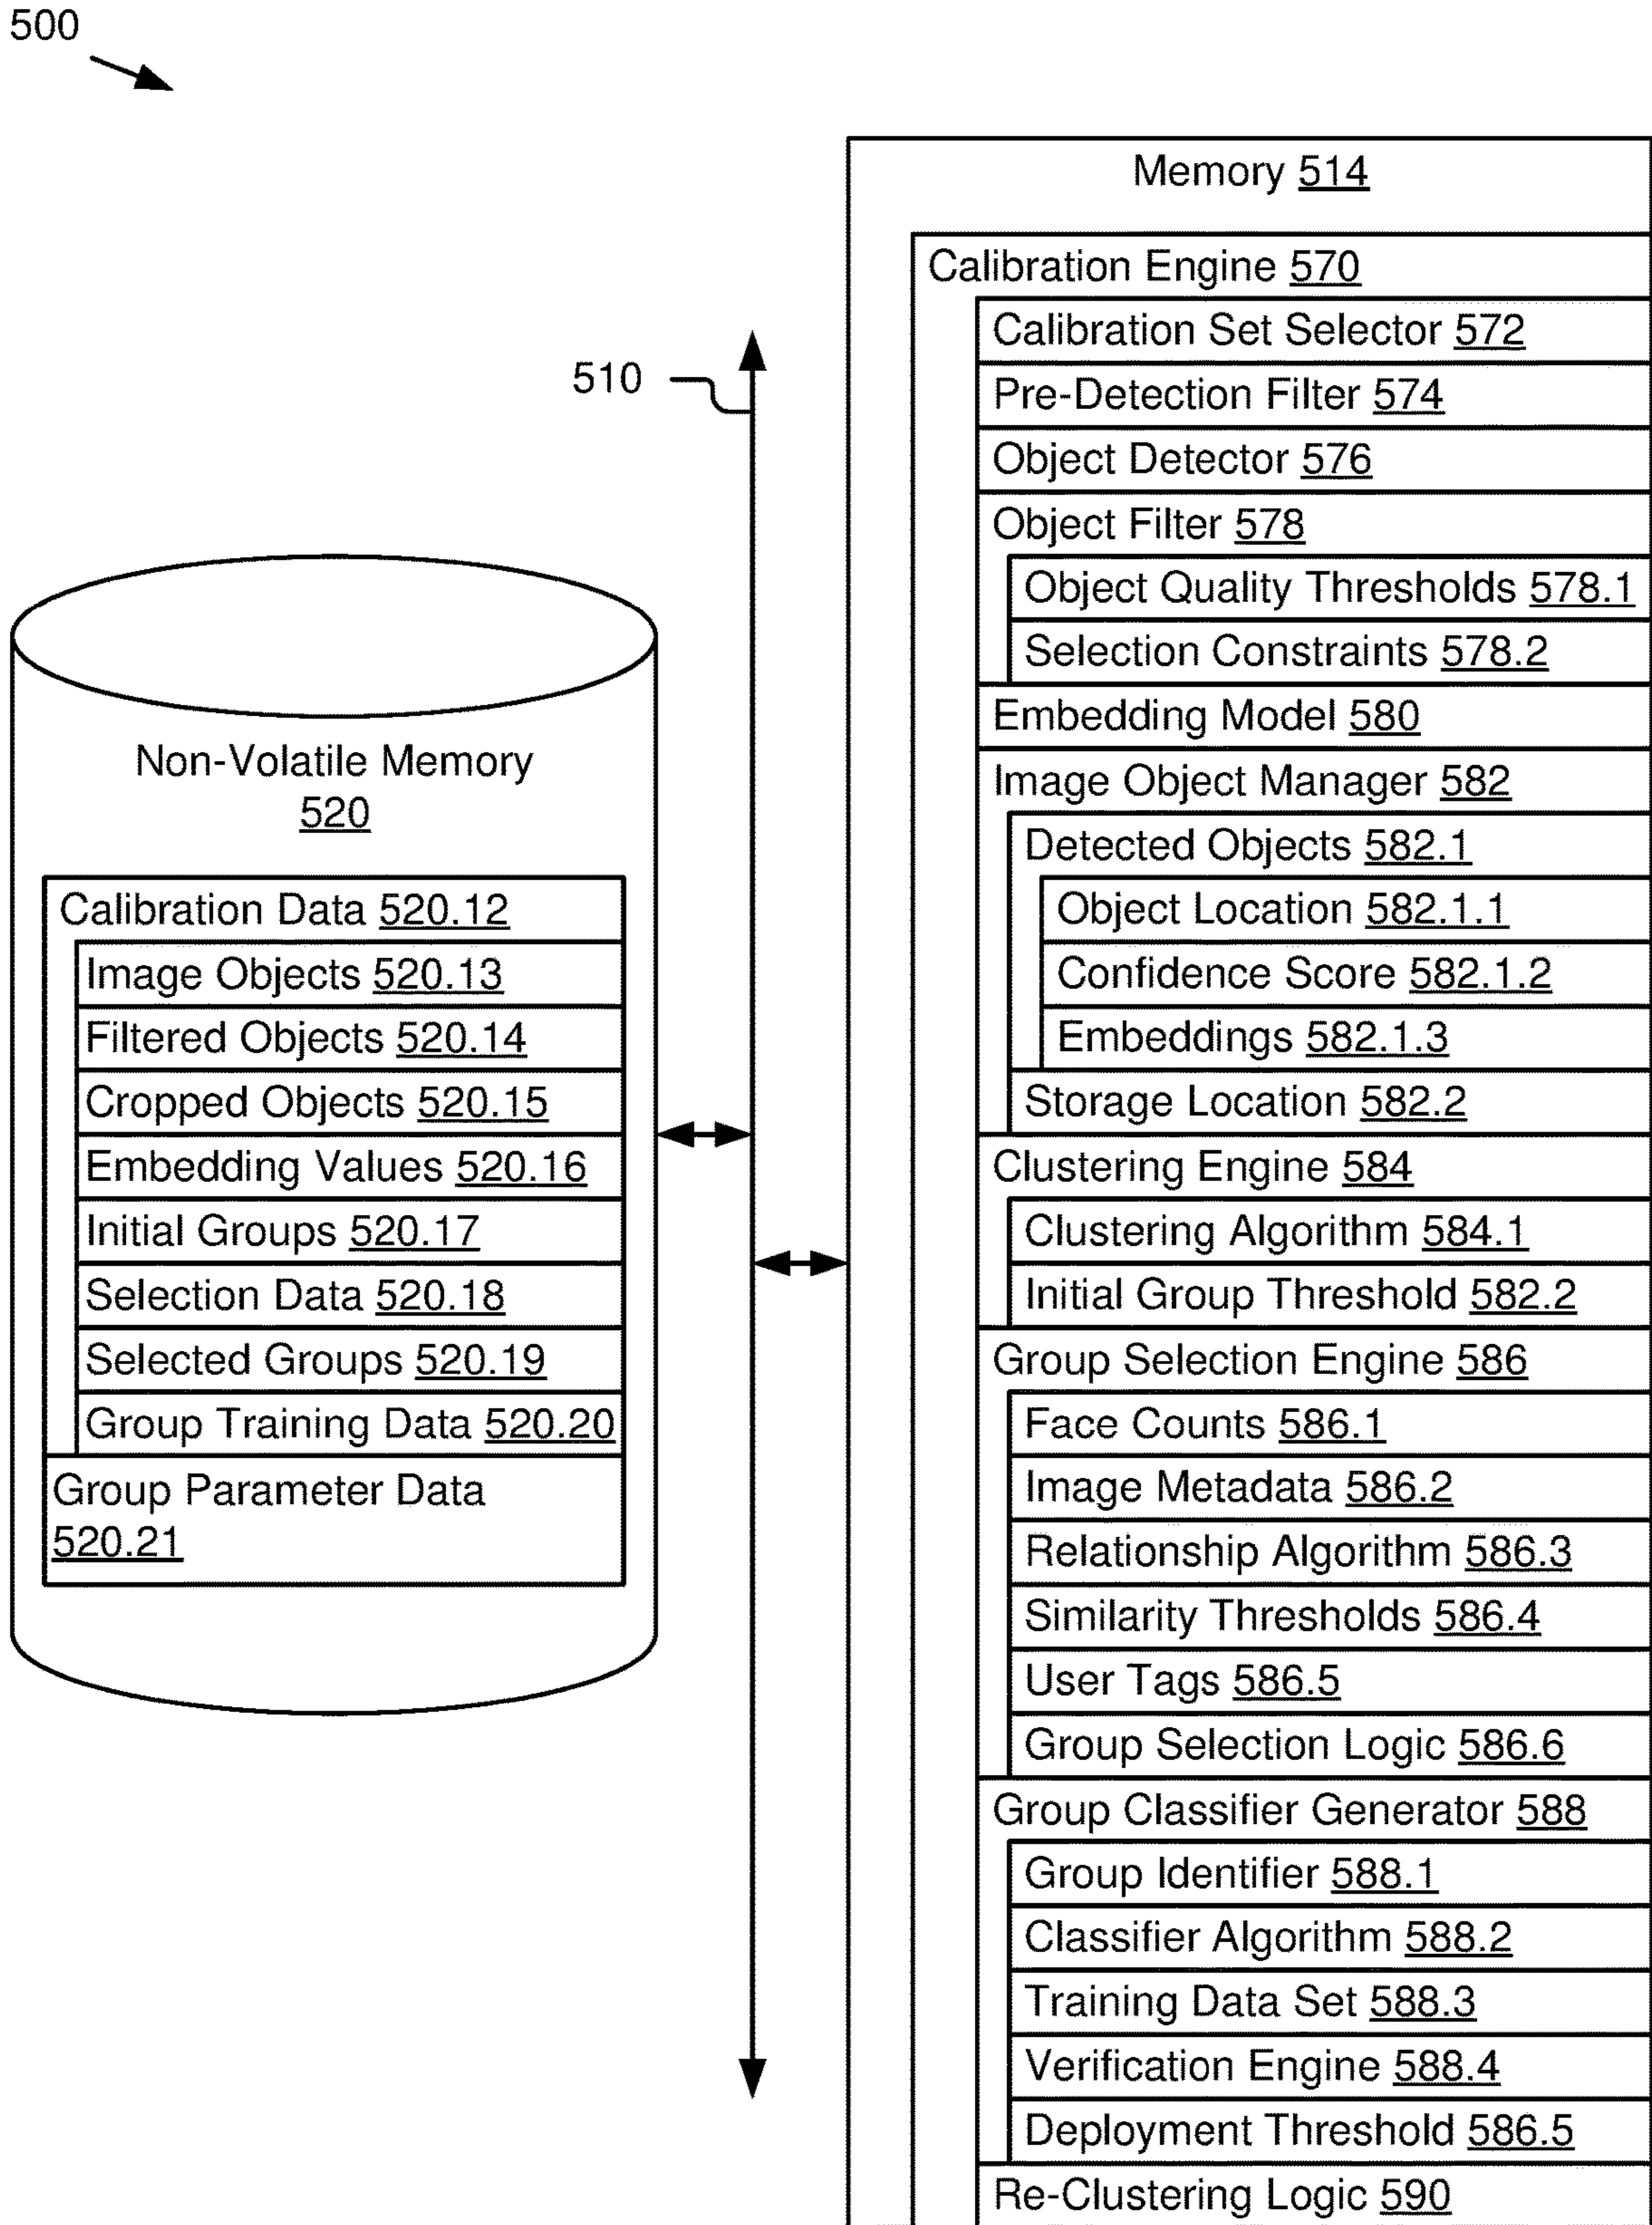 500
510
Non-Volatile Memory
520
Calibration Data 520.12
Image Objects 520.13
Filtered Objects 520.14
Cropped Objects 520.15
Embedding Values 520.16
Initial Groups 520.17
Selection Data 520.18
Selected Groups 520.19
Group Training Data 520.20
Group Parameter Data
520.21
Memory 514
Calibration Engine 570
Calibration Set Selector 572
Pre-Detection Filter 574
Object Detector 576
Object Filter 578
Object Quality Thresholds 578.1
Selection Constraints 578.2
Embedding Model 580
Image Object Manager 582
Detected Objects 582.1
Object Location 582.1.1
Confidence Score 582.1.2
Embeddings 582.1.3
Storage Location 582.2
Clustering Engine 584
Clustering Algorithm 584.1
Initial Group Threshold 582.2
Group Selection Engine 586
Face Counts 586.1
Image Metadata 586.2
Relationship Algorithm 586.3
Similarity Thresholds 586.4
User Tags 586.5
Group Selection Logic 586.6
Group Classifier Generator 588
Group Identifier 588.1
Classifier Algorithm 588.2
Training Data Set 588.3
Verification Engine 588.4
Deployment Threshold 586.5
Re-Clustering Logic 590